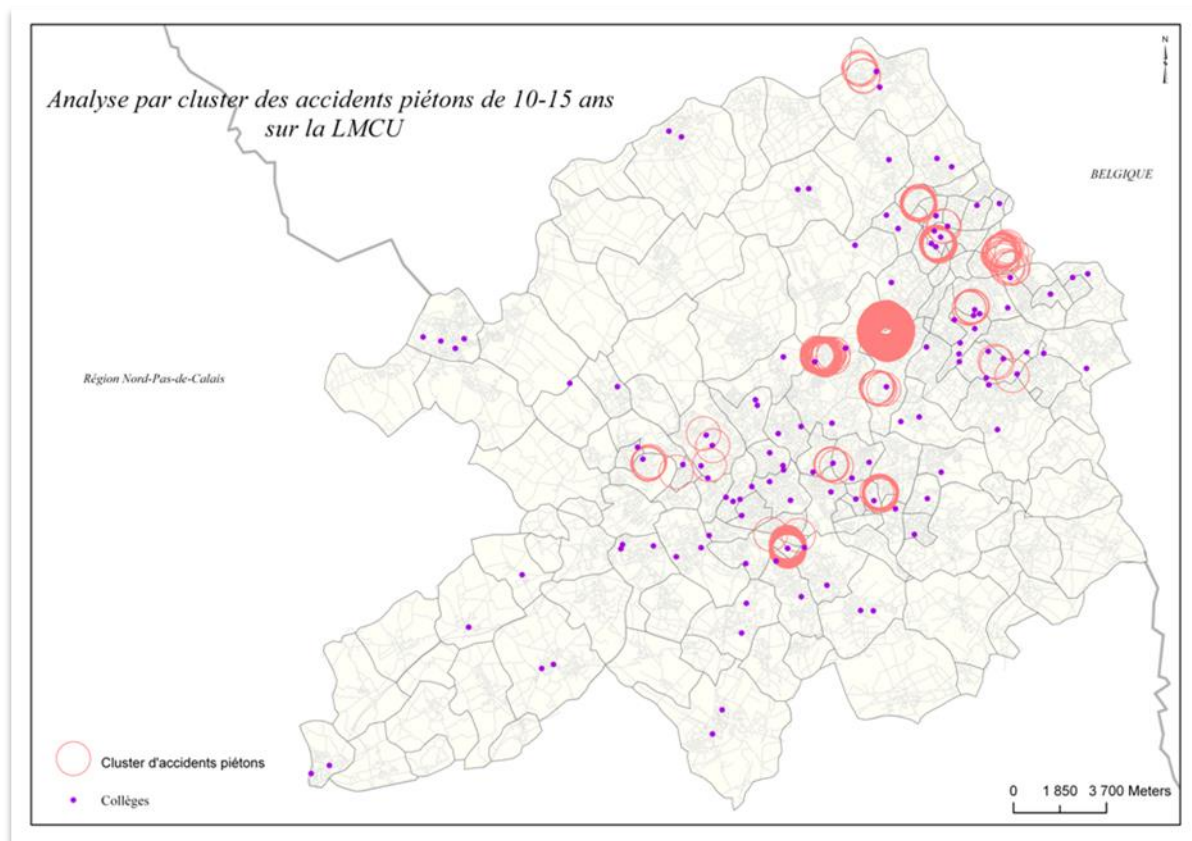 Analyse par cluster des accidents piétons de 10-15 ans
sur la LMCU
N
BELGIQUE
Région Nord-Pas-de-Calais
Cluster d'accidents piétons
Collèges
0 1 850 3 700 Meters